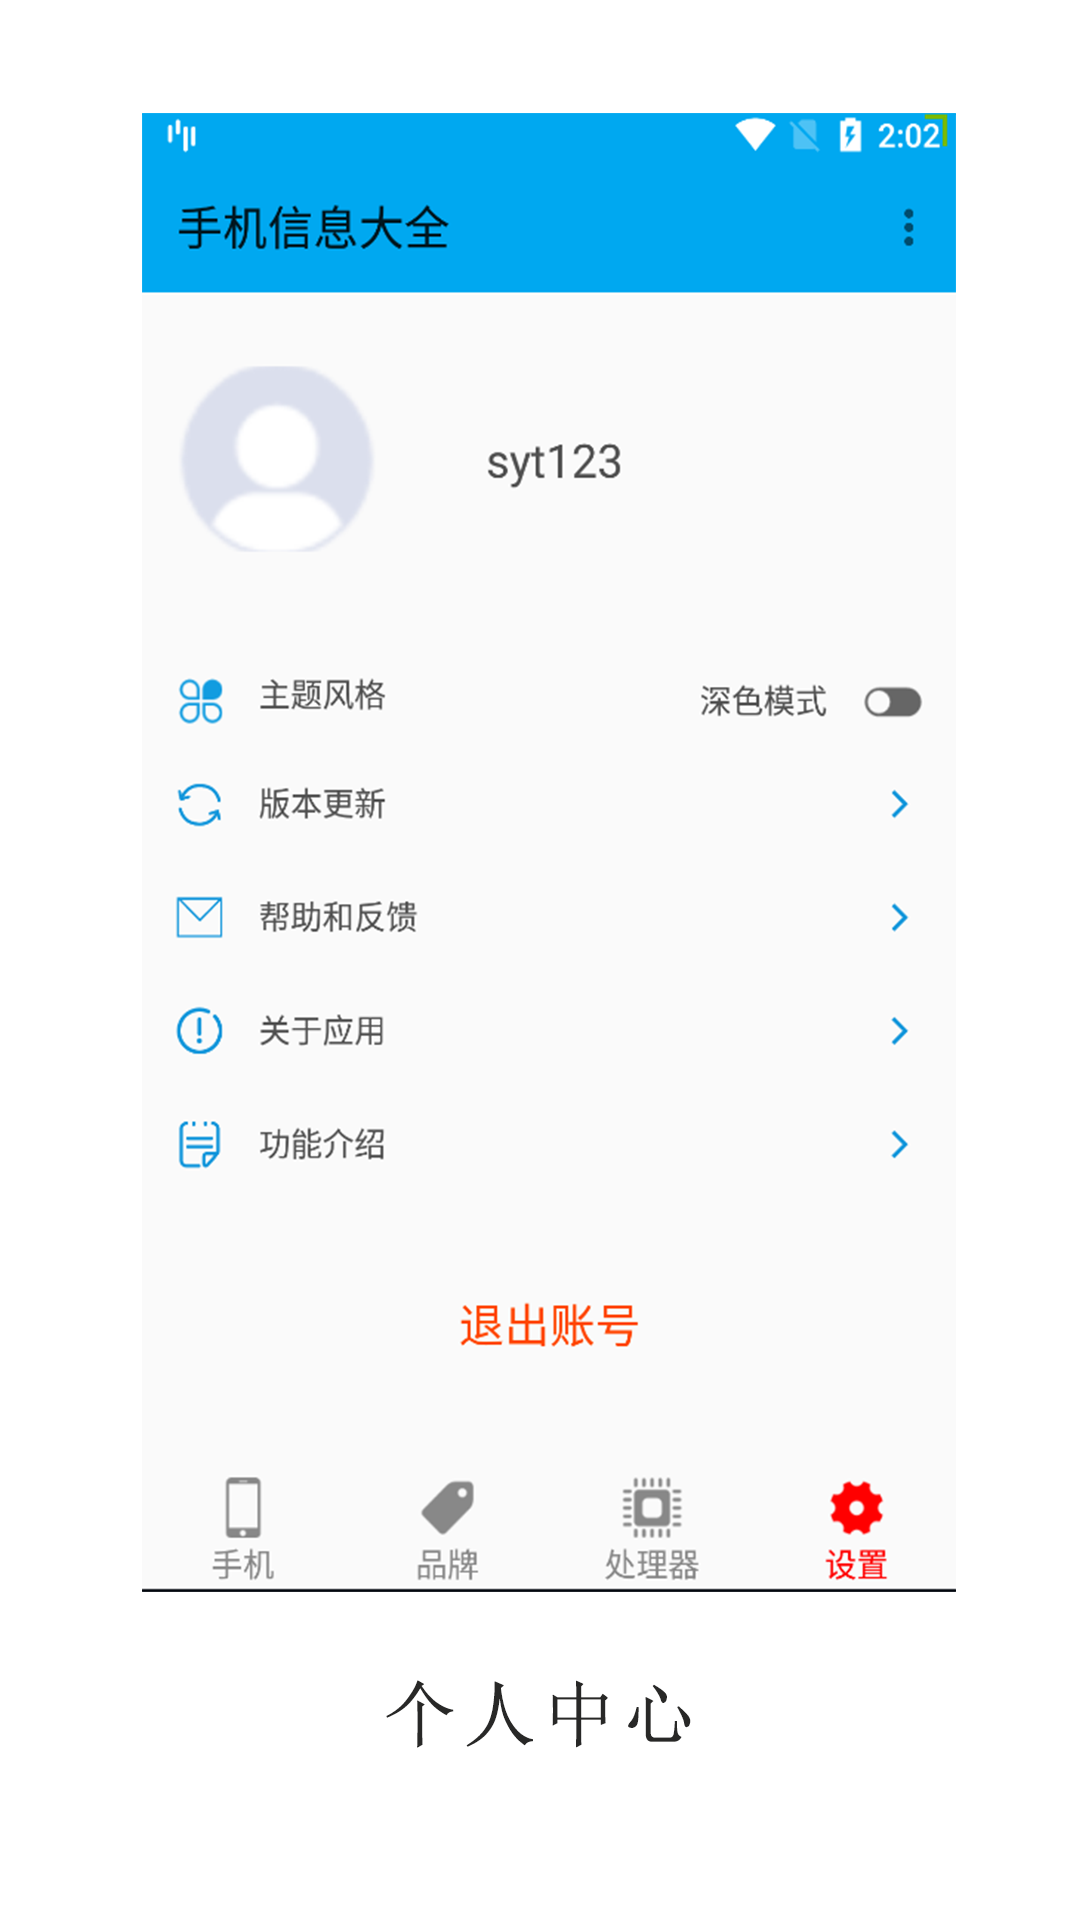 2:02
手机信息大全
syt123
主题风格 深色模式
版本更新
帮助和反馈
关于应用
功能介绍
退出账号
手机 品牌 处理器 设置
个人中心